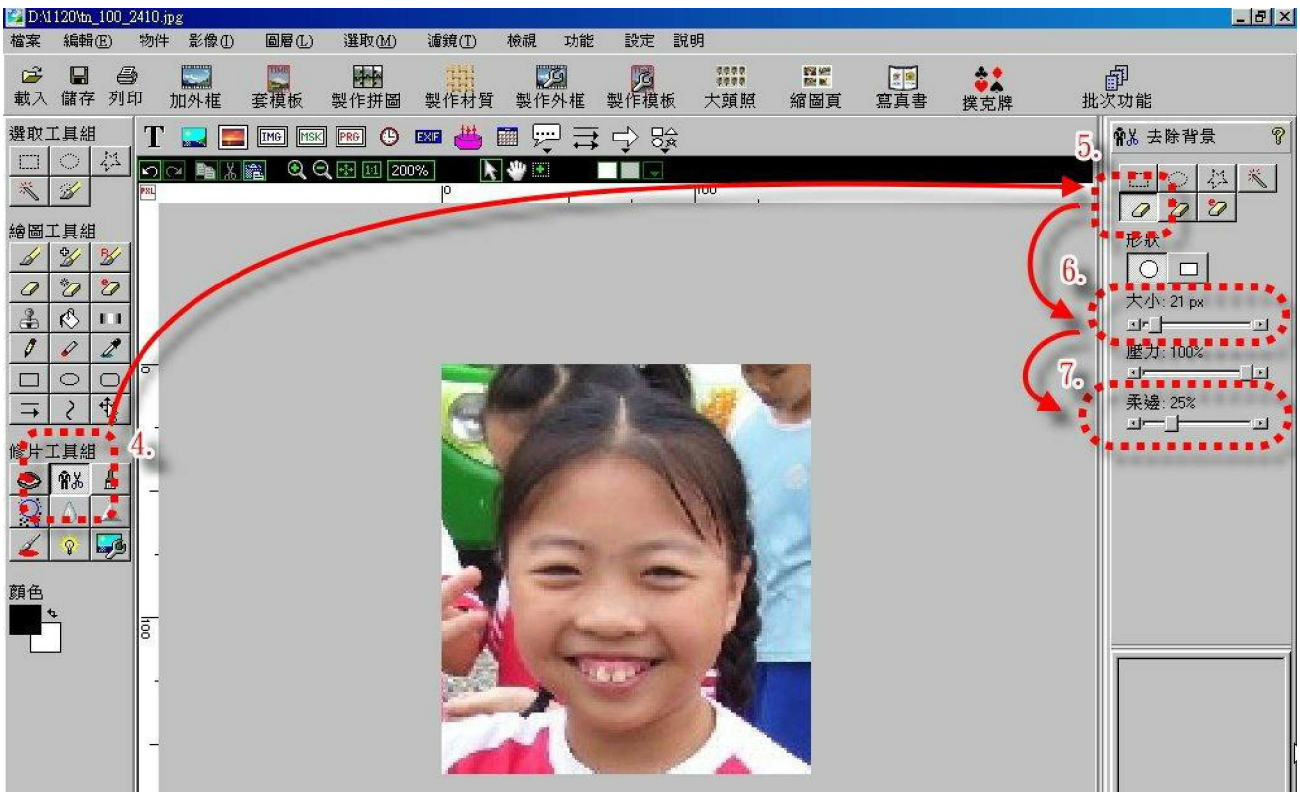 D:\1120\tn_100_2410.jpg
檔案 編輯(E) 物件 影像(I) 圖層(L) 選取(M) 濾鏡(T) 檢視 功能 設定 說明
載入 儲存 列印 加外框 套模板 製作拼圖 製作材質 製作外框 製作模板 大頭照 縮圖頁 寫真書 撲克牌 批次功能
選取工具組
T IMG MSK PRG EXIF
1:1 200%
PXL 0 100
繪圖工具組
修片工具組
顏色
0
100
4.
5.
6.
7.
去除背景 ?
形狀
大小: 21 px
壓力: 100%
柔邊: 25%